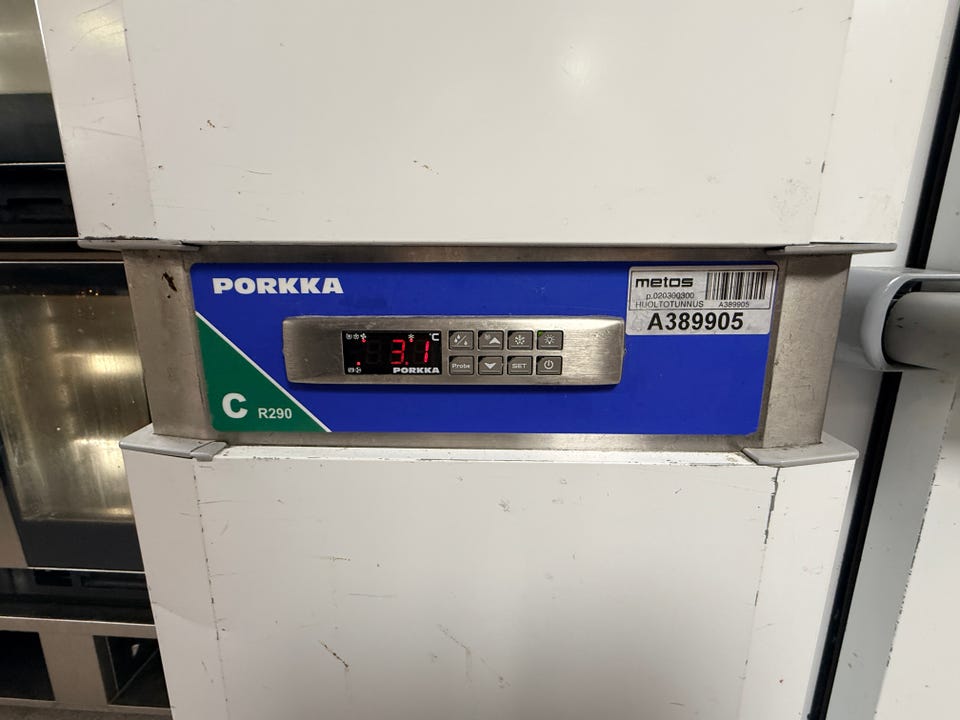 PORKKA
metos
p.020300300
HUOLTOTUNNUS A389905
A389905
3.1 °C
PORKKA
Probe
SET
C R290